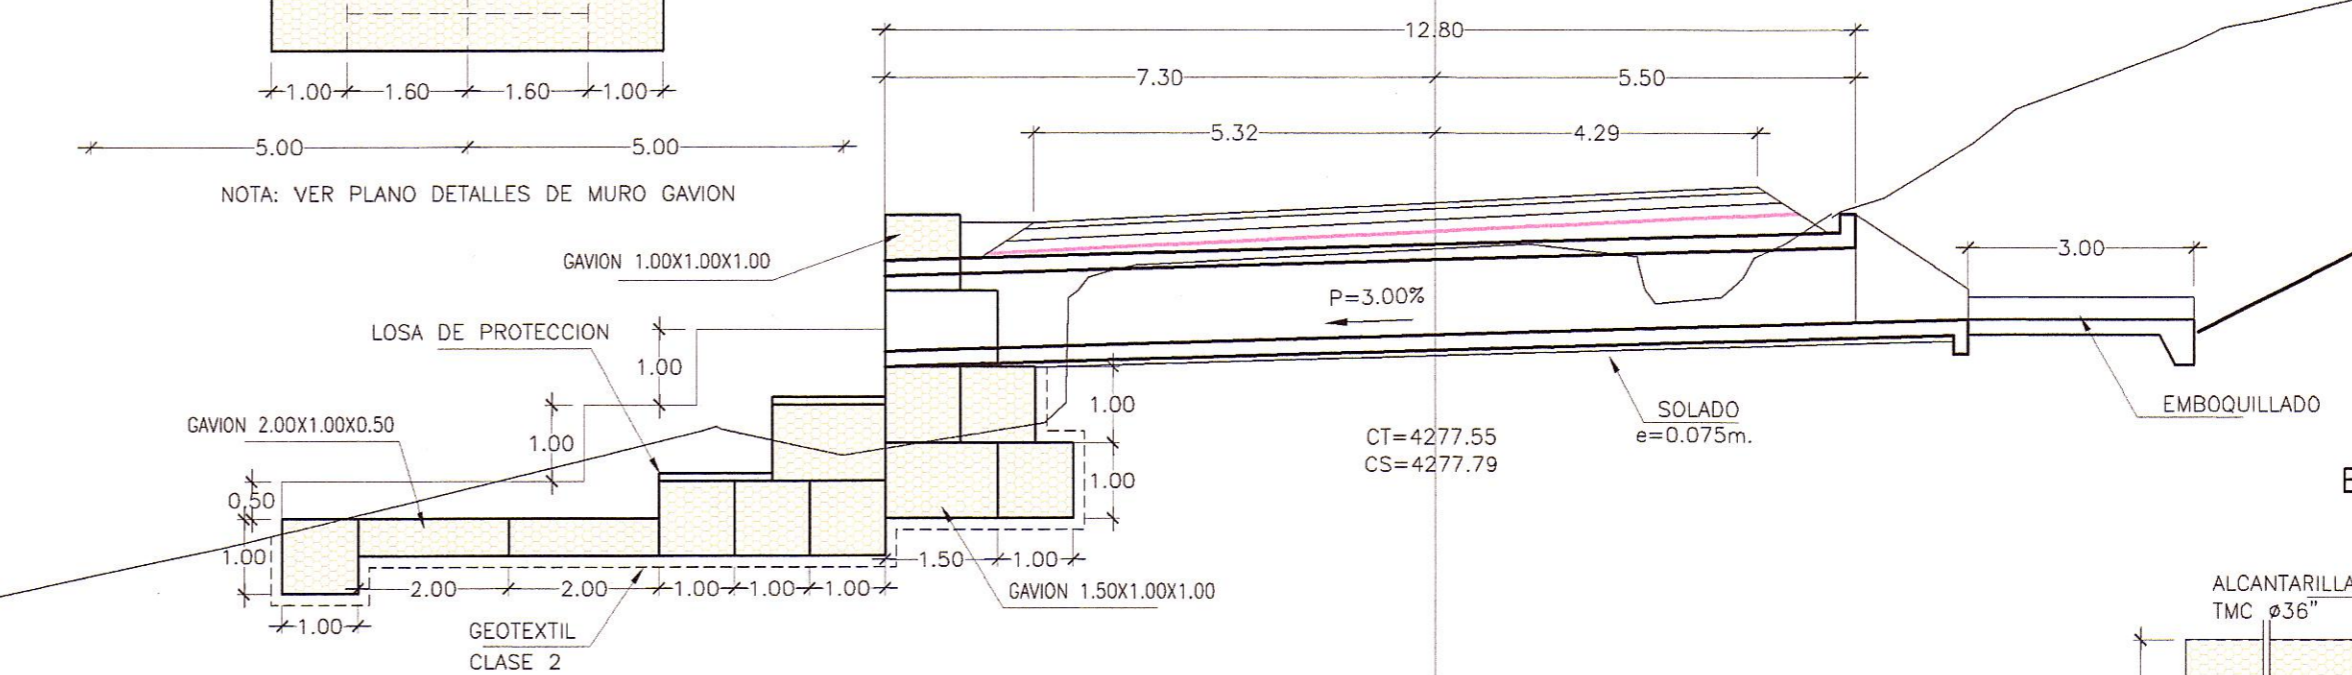 12.80
7.30
5.50
1.00
1.60
1.60
1.00
5.32
4.29
5.00
5.00
NOTA: VER PLANO DETALLES DE MURO GAVION
GAVION 1.00X1.00X1.00
3.00
P=3.00%
LOSA DE PROTECCION
1.00
1.00
SOLADO
e=0.075m.
EMBOQUILLADO
GAVION 2.00X1.00X0.50
1.00
CT=4277.55
CS=4277.79
1.00
0.50
1.00
2.00
2.00
1.00
1.00
1.00
1.50
1.00
GAVION 1.50X1.00X1.00
1.00
GEOTEXTIL
CLASE 2
ALCANTARILLA
TMC ø36"